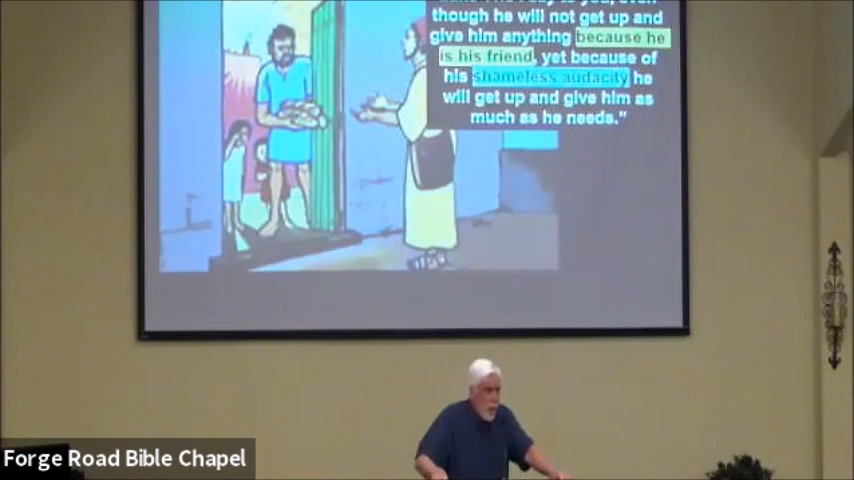 though he will not get up and
give him anything because he
is his friend, yet because of
his shameless audacity he
will get up and give him as
much as he needs."
Forge Road Bible Chapel